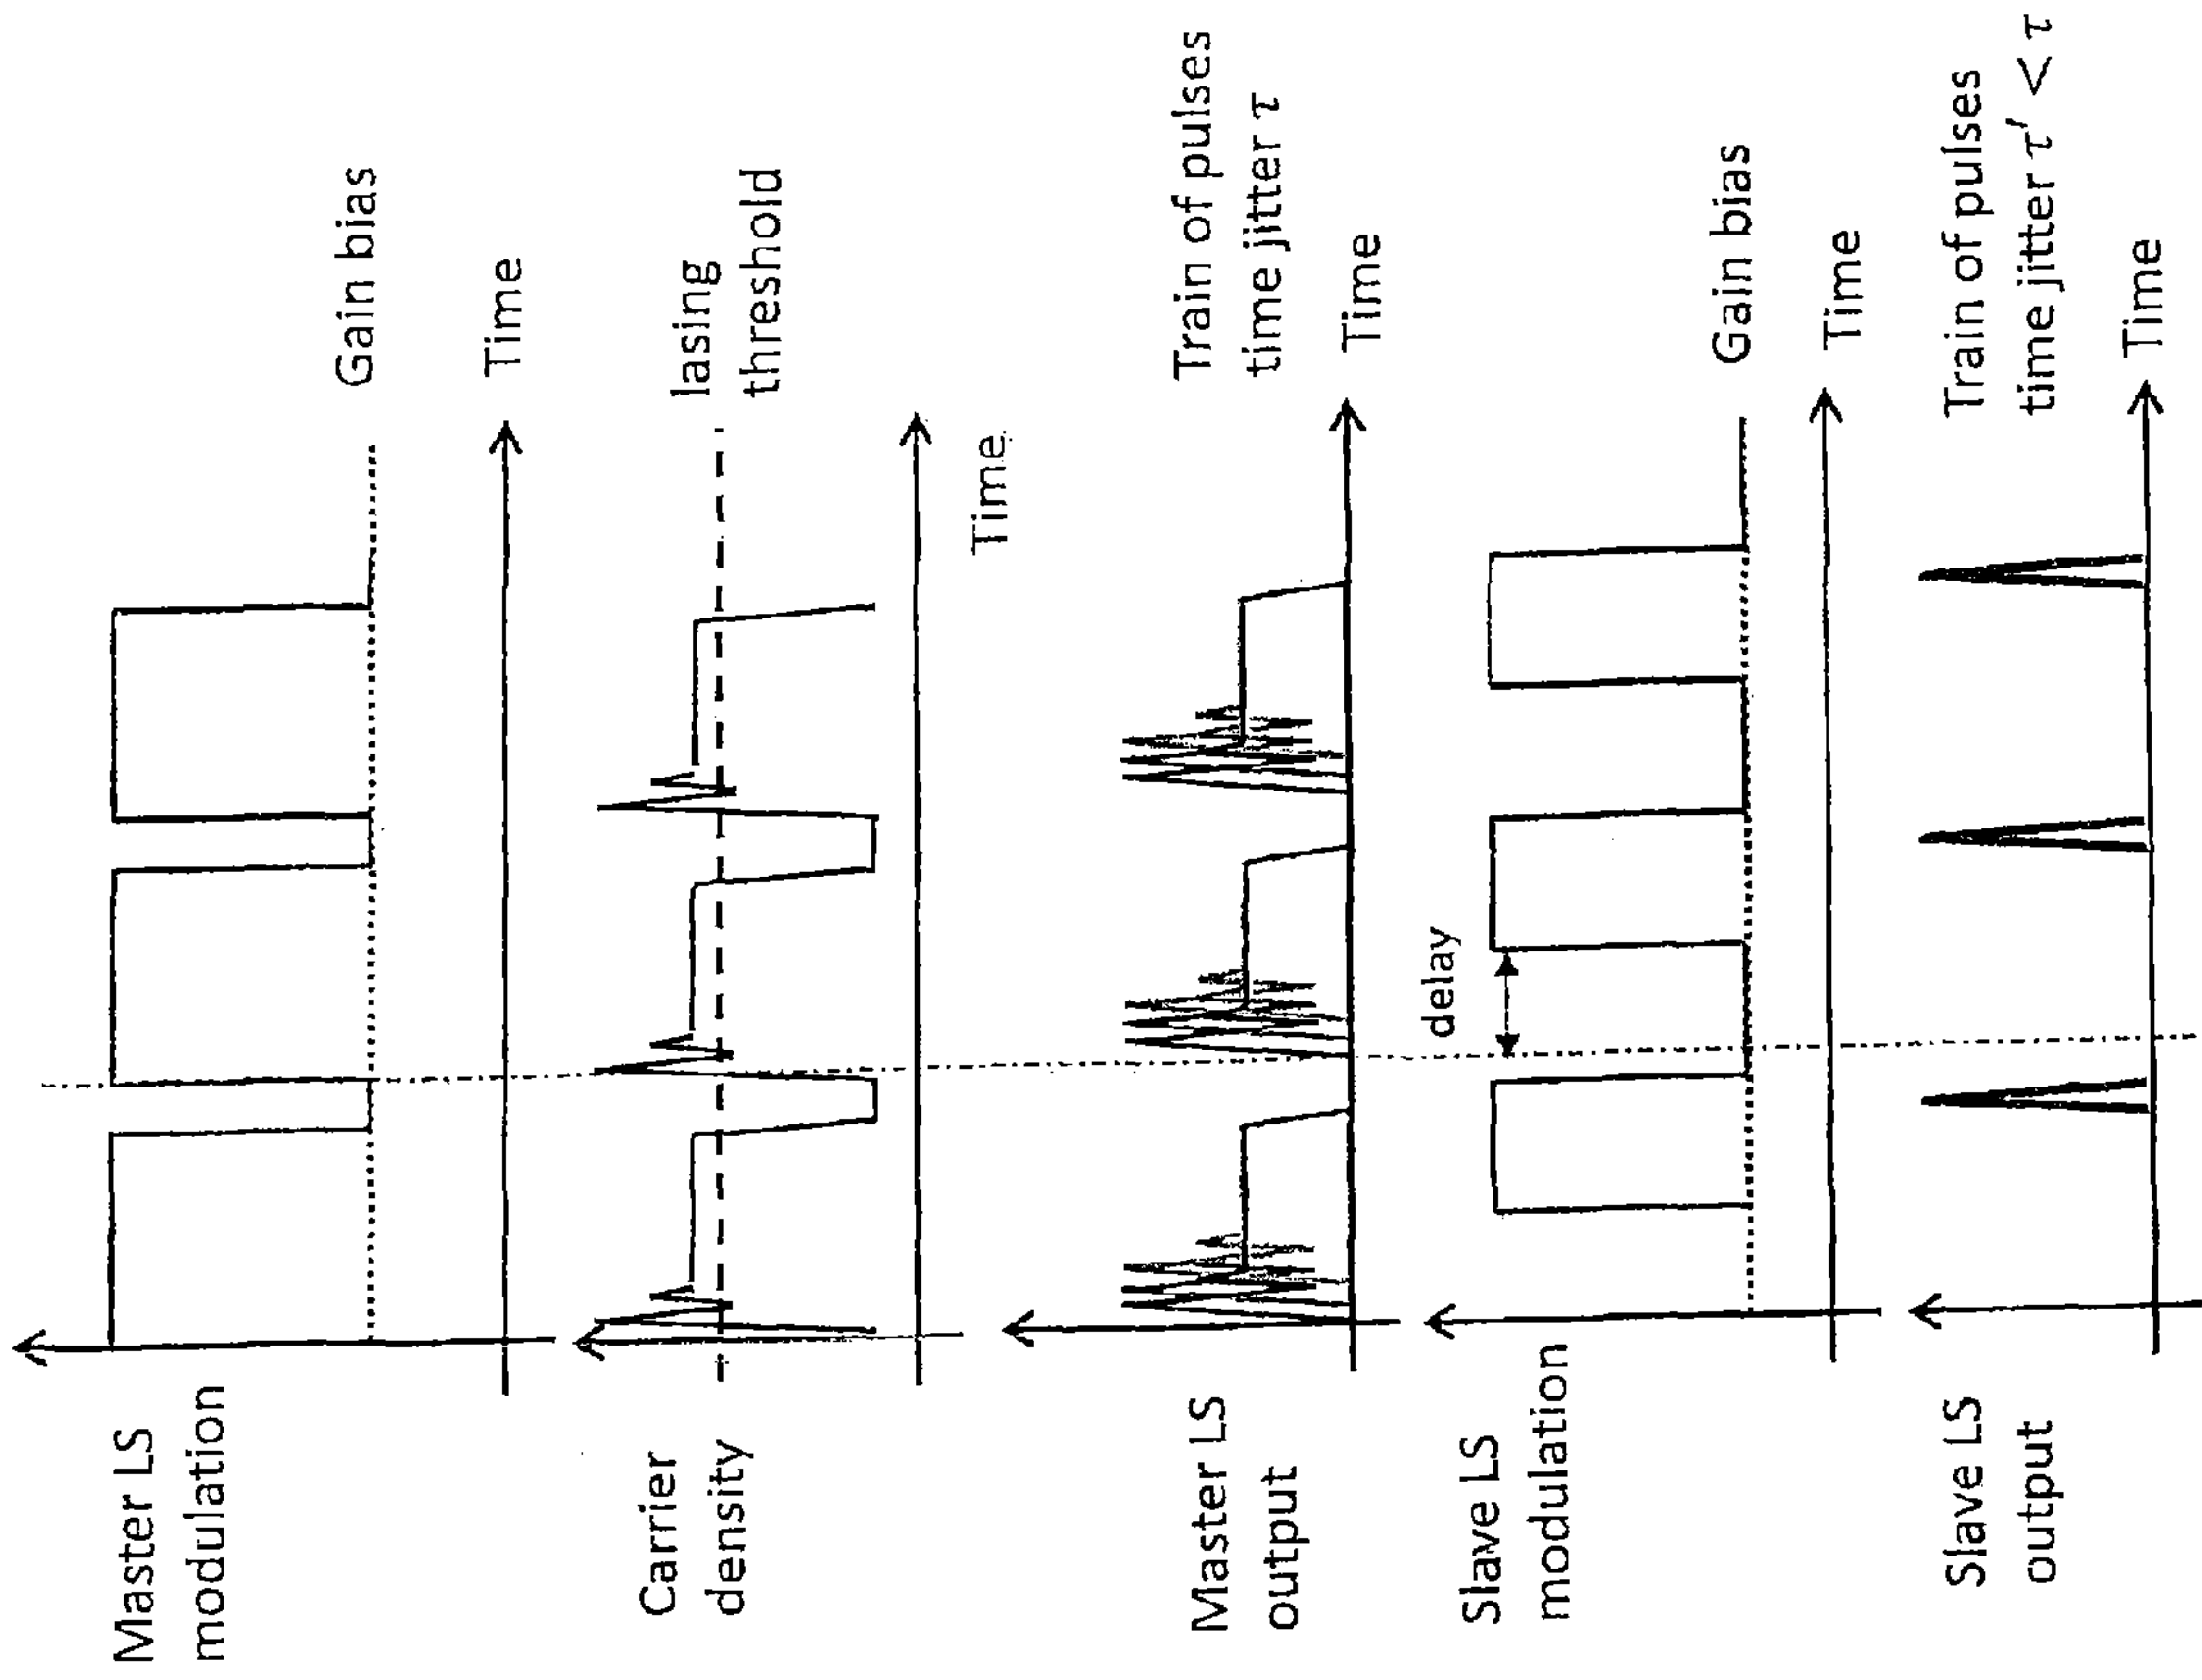 Master LS
modulation
Gain bias
Time
Carrier
density
lasing
threshold
Time
Master LS
output
Train of pulses
time jitter τ
Time
Slave LS
modulation
delay
Gain bias
Time
Slave LS
output
Train of pulses
time jitter τ' < τ
Time